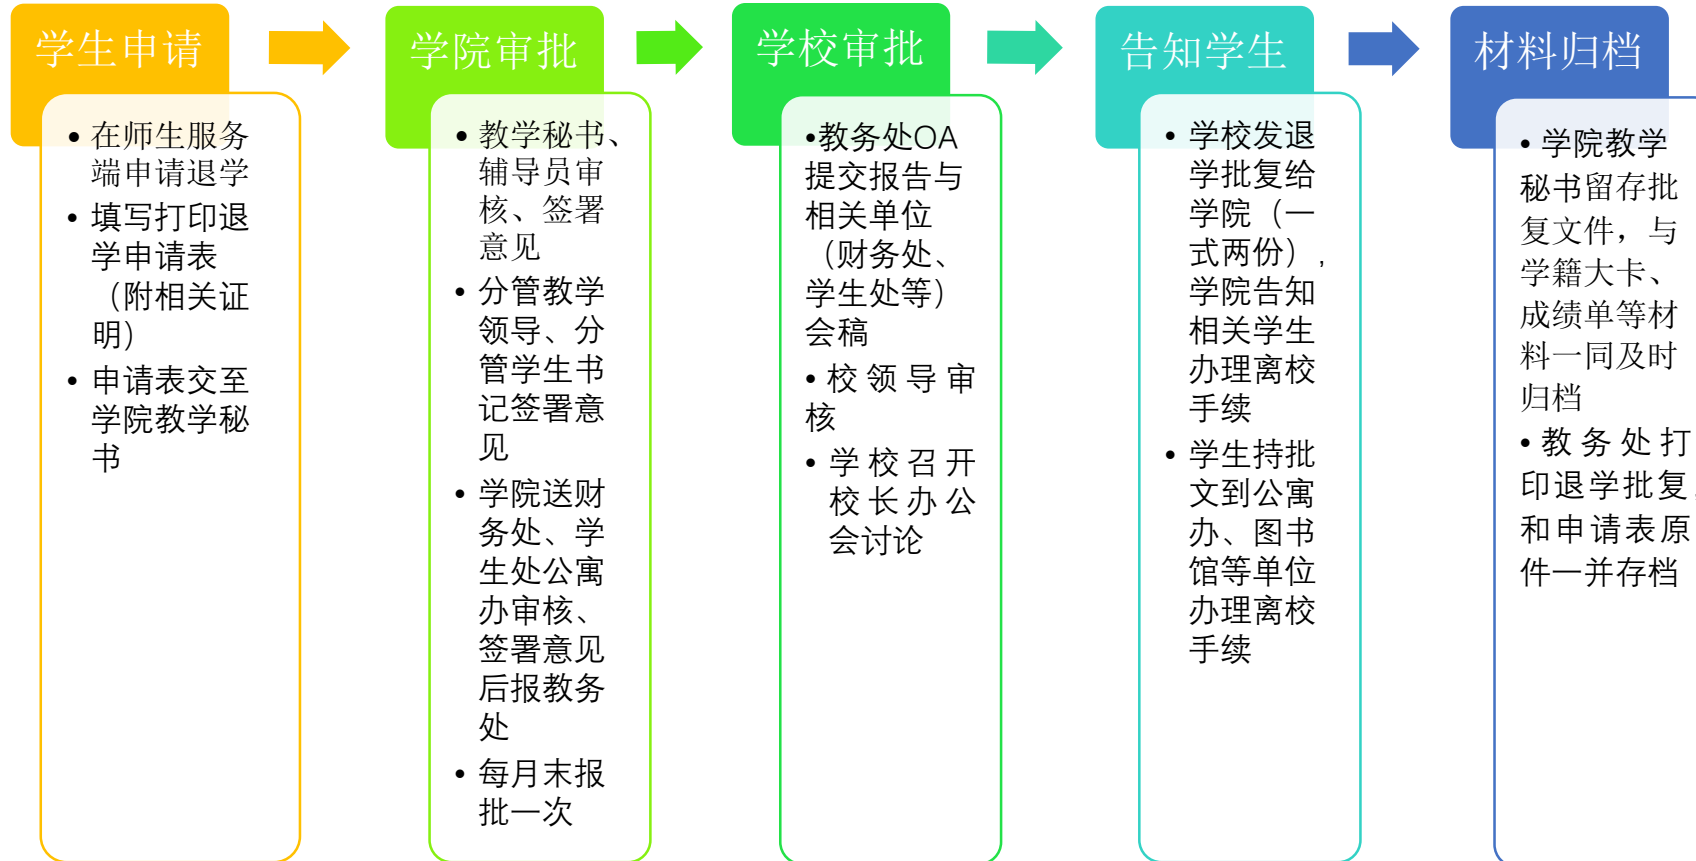 学生申请
• 在师生服务
端申请退学
• 填写打印退
学申请表
（附相关证
明）
• 申请表交至
学院教学秘
书
学院审批
• 教学秘书、
辅导员审
核、签署
意见
• 分管教学
领导、分
管学生书
记签署意
见
• 学院送财
务处、学
生处公寓
办审核、
签署意见
后报教务
处
• 每月末报
批一次
学校审批
•教务处OA
提交报告与
相关单位
（财务处、
学生处等）
会稿
• 校领导审
核
• 学校召开
校长办公
会讨论
告知学生
• 学校发退
学批复给
学院（一
式两份），
学院告知
相关学生
办理离校
手续
• 学生持批
文到公寓
办、图书
馆等单位
办理离校
手续
材料归档
• 学院教学
秘书留存批
复文件，与
学籍大卡、
成绩单等材
料一同及时
归档
• 教务处打
印退学批复，
和申请表原
件一并存档